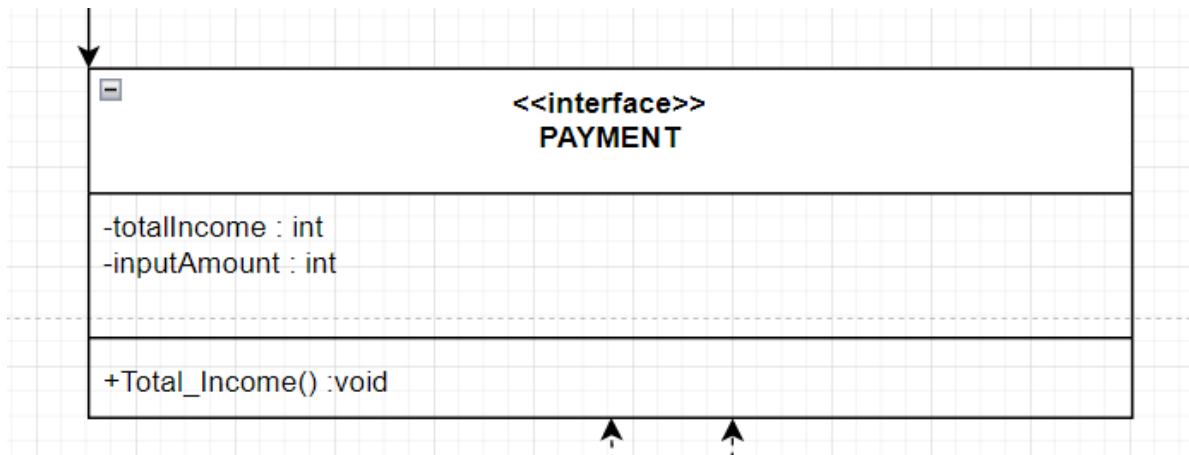 <<interface>>
PAYMENT
-totalIncome : int
-inputAmount : int
+Total_Income() :void